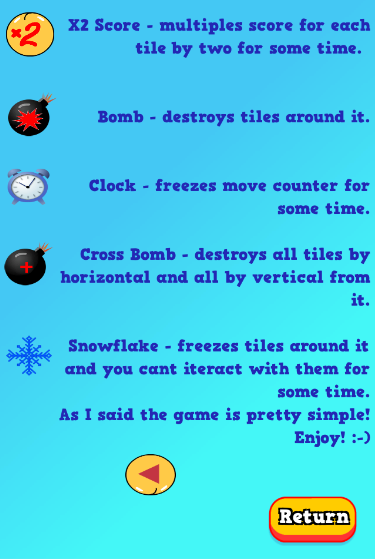 x2
X2 Score - multiples score for each
tile by two for some time.
Bomb - destroys tiles around it.
Clock - freezes move counter for
some time.
Cross Bomb - destroys all tiles by
horizontal and all by vertical from
it.
Snowflake - freezes tiles around it
and you cant iteract with them for
some time.
As I said the game is pretty simple!
Enjoy! :-)
Return